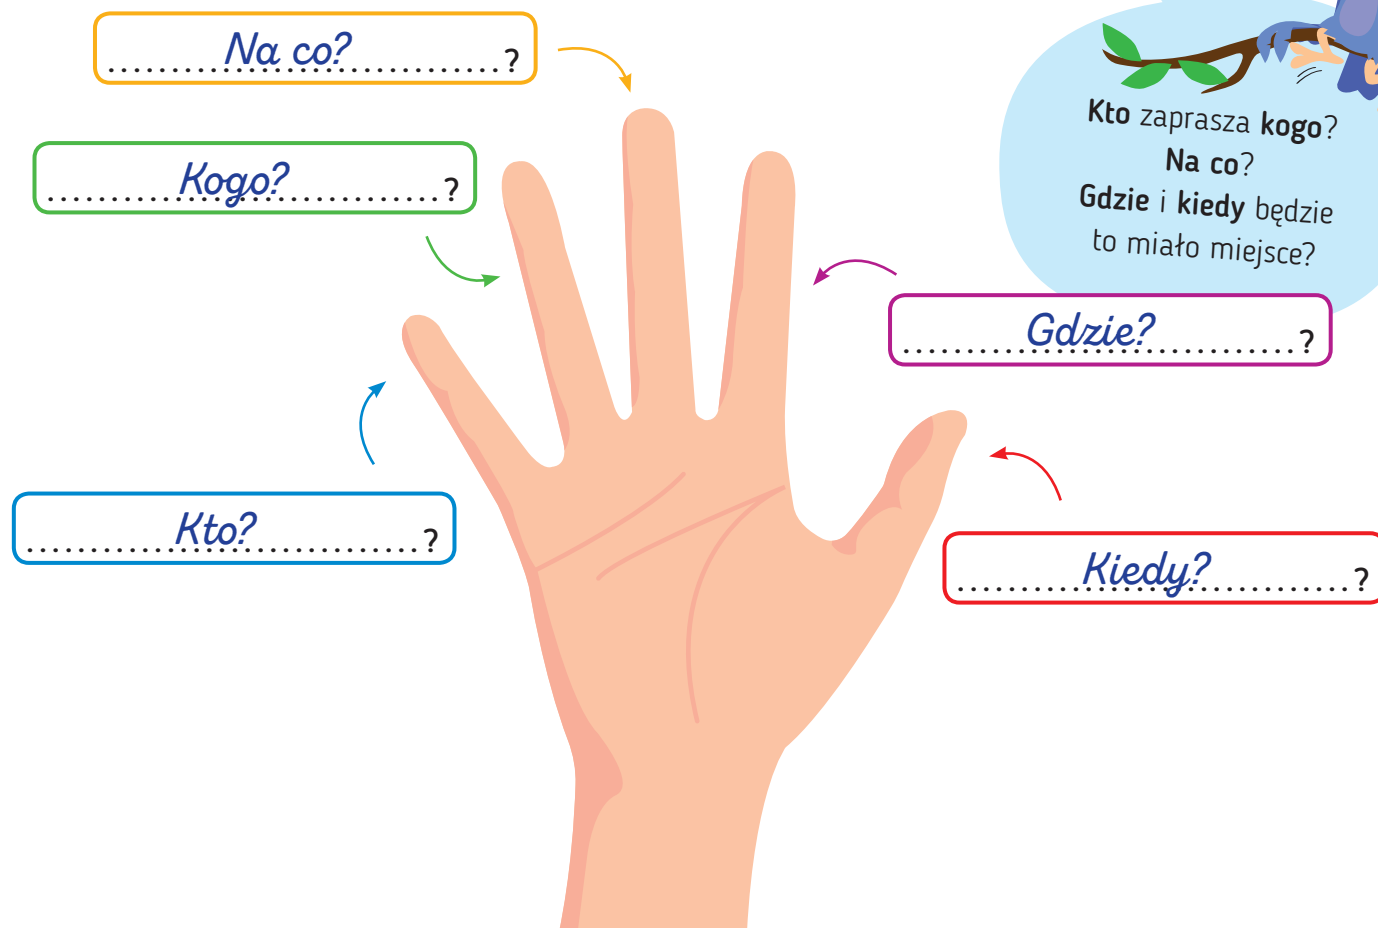 Na co? ........................................ ?
Kogo? ........................................ ?
Kto zaprasza kogo?
Na co?
Gdzie i kiedy będzie
to miało miejsce?
Gdzie? ........................................ ?
Kto? ........................................ ?
Kiedy? ........................................ ?